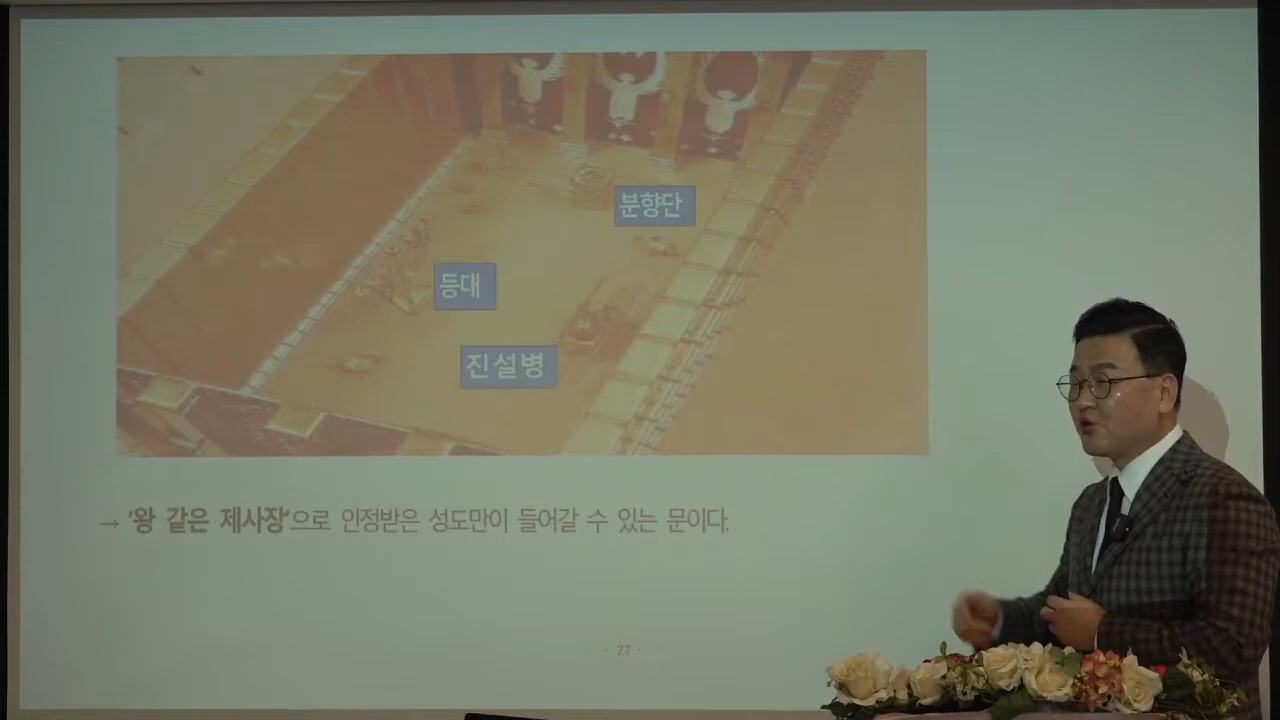 분향단
등대
진설병
→ '왕 같은 제사장'으로 인정받은 성도만이 들어갈 수 있는 문이다.
- 27 -